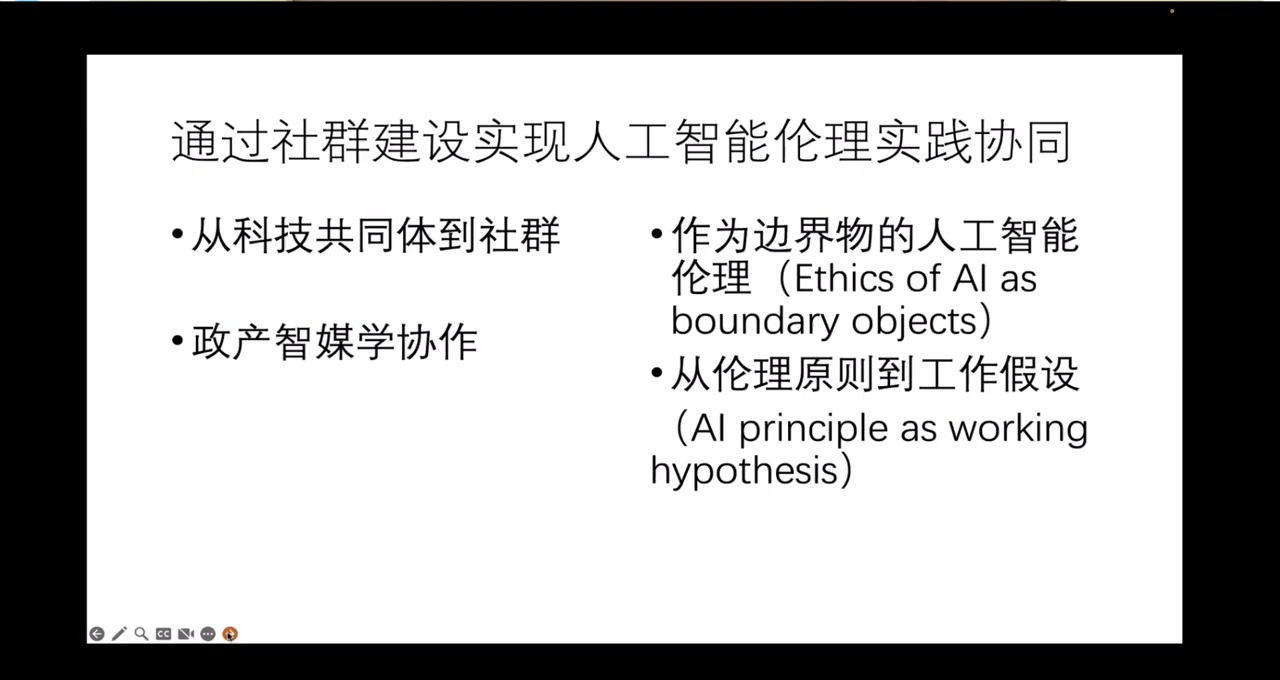 通过社群建设实现人工智能伦理实践协同
•从科技共同体到社群
•政产智媒学协作
•作为边界物的人工智能
伦理（Ethics of AI as
boundary objects）
•从伦理原则到工作假设
（AI principle as working
hypothesis）
CC